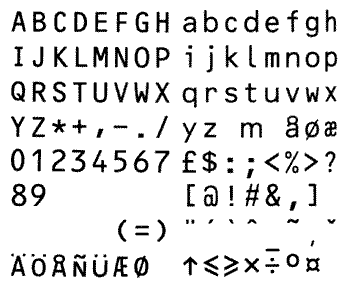 ABCDEFGH abcdefgh
IJKLMNOP ijklmnop
QRSTUVWX qrstuvwx
YZ*+,-./ yz m åøæ
01234567 £$:;<%>?
89 [@!#&,]
(=) ¨´`^~ˇ
ÄÖÅÑÜÆØ ↑⩽⩾×÷º¤